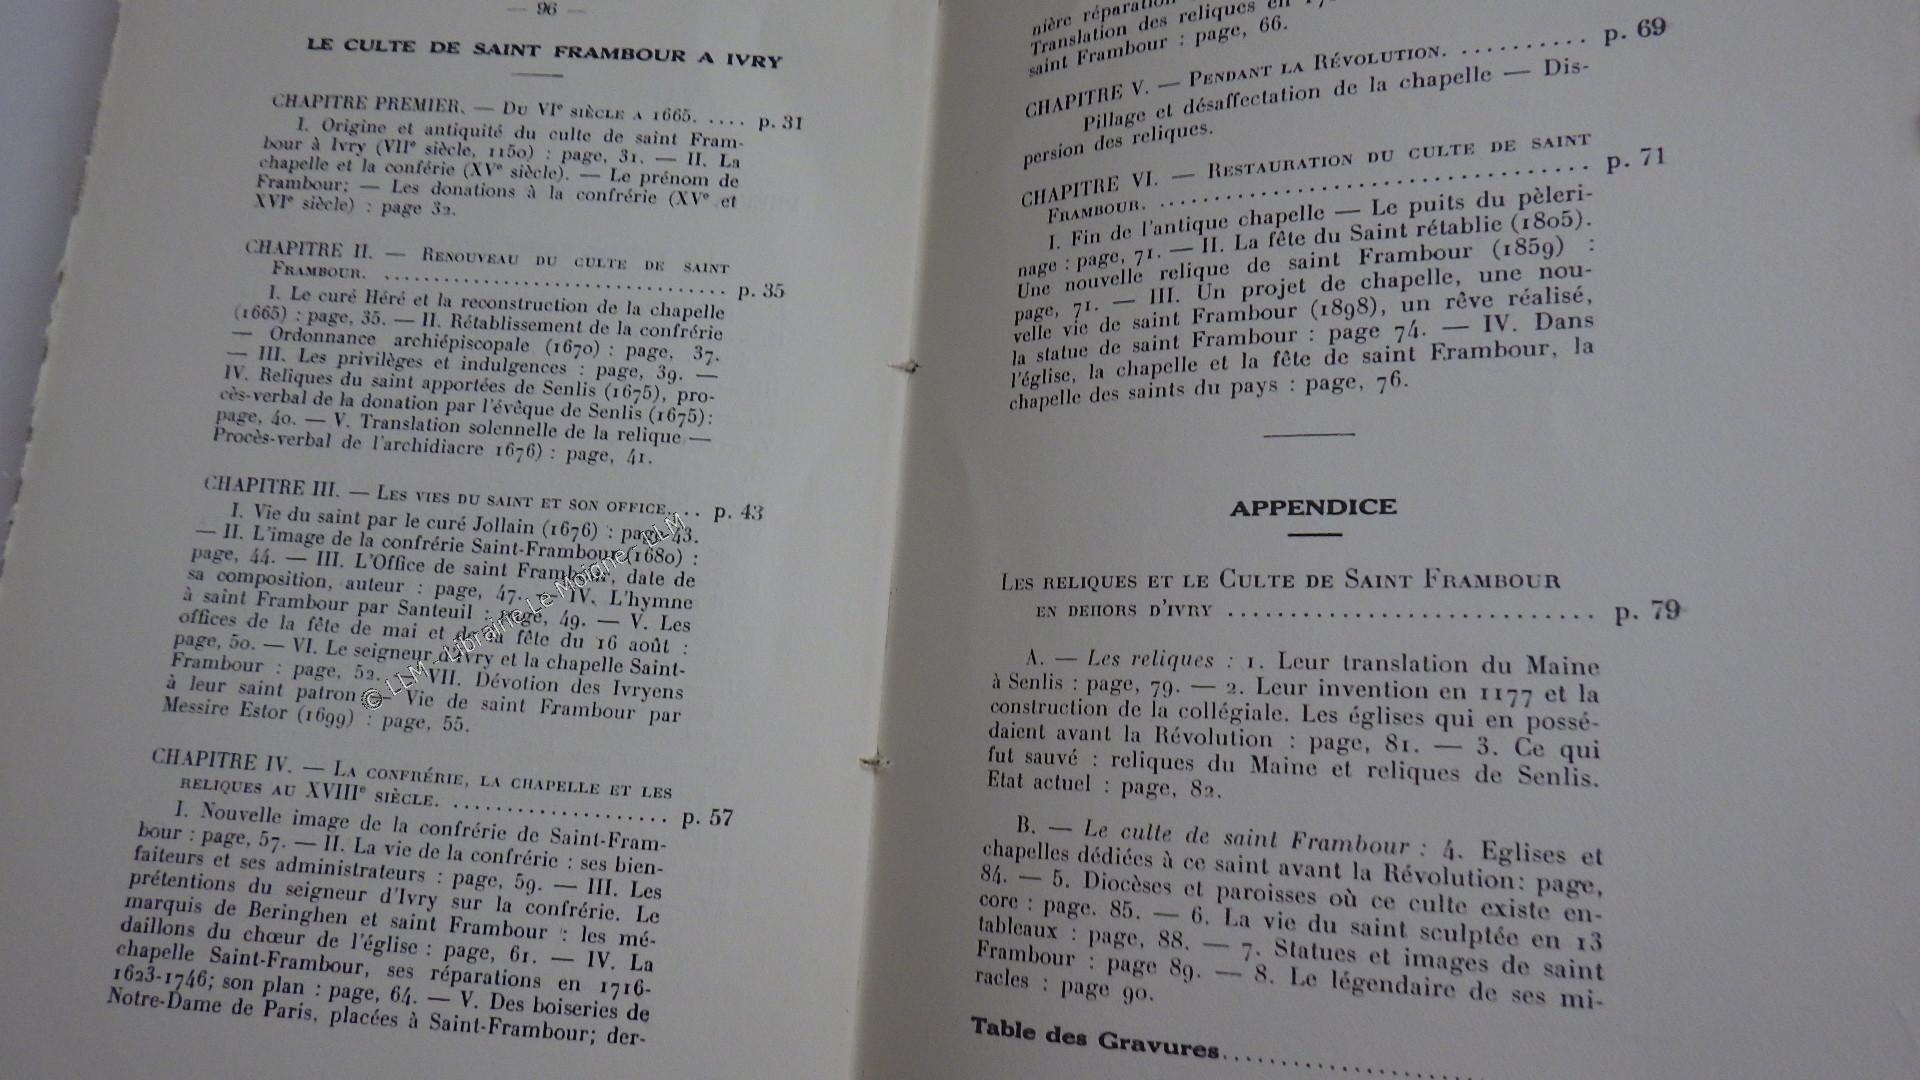 — 96 —
LE CULTE DE SAINT FRAMBOUR A IVRY
CHAPITRE PREMIER. — DU VIe SIÈCLE A 1665. .... p. 31
I. Origine et antiquité du culte de saint Fram-
bour à Ivry (VIIe siècle, 1150) : page, 31. — II. La
chapelle et la conférie (XVe siècle). — Le prénom de
Frambour; — Les donations à la confrérie (XVe et
XVIe siècle) : page 32.
CHAPITRE II. — RENOUVEAU DU CULTE DE SAINT
FRAMBOUR. .............................. p. 35
I. Le curé Héré et la reconstruction de la chapelle
(1665) : page, 35. — II. Rétablissement de la confrérie
— Ordonnance archiépiscopale (1670) : page, 37.
— III. Les privilèges et indulgences : page, 39. —
IV. Reliques du saint apportées de Senlis (1675), pro-
cès-verbal de la donation par l'évêque de Senlis (1675):
page, 40. — V. Translation solennelle de la relique —
Procès-verbal de l'archidiacre 1676) : page, 41.
CHAPITRE III. — LES VIES DU SAINT ET SON OFFICE.... p. 43
I. Vie du saint par le curé Jollain (1676) : page, 43.
— II. L'image de la confrérie Saint-Frambour (1680) :
page, 44. — III. L'Office de saint Frambour, date de
sa composition, auteur : page, 47. — IV. L'hymne
à saint Frambour par Santeuil : page, 49. — V. Les
offices de la fête de mai et de la fête du 16 août :
page, 50. — VI. Le seigneur d'Ivry et la chapelle Saint-
Frambour : page, 52. — VII. Dévotion des Ivryens
à leur saint patron — Vie de saint Frambour par
Messire Estor (1699) : page, 55.
CHAPITRE IV. — LA CONFRÉRIE, LA CHAPELLE ET LES
RELIQUES AU XVIIIe SIÈCLE. .................... p. 57
I. Nouvelle image de la confrérie de Saint-Fram-
bour : page, 57. — II. La vie de la confrérie : ses bien-
faiteurs et ses administrateurs : page, 59. — III. Les
prétentions du seigneur d'Ivry sur la confrérie. Le
marquis de Beringhen et saint Frambour : les mé-
daillons du chœur de l'église : page, 61. — IV. La
chapelle Saint-Frambour, ses réparations en 1716-
1623-1746; son plan : page, 64. — V. Des boiseries de
Notre-Dame de Paris, placées à Saint-Frambour; der-
© LLM - Librairie Le Moigne - LLM
nière réparation
Translation des reliques en
saint Frambour : page, 66.
CHAPITRE V. — PENDANT LA RÉVOLUTION. ........... p. 69
Pillage et désaffectation de la chapelle — Dis-
persion des reliques.
CHAPITRE VI. — RESTAURATION DU CULTE DE SAINT
FRAMBOUR. .................................... p. 71
I. Fin de l'antique chapelle — Le puits du pèleri-
nage : page, 71. — II. La fête du Saint rétablie (1805).
Une nouvelle relique de saint Frambour (1859) :
page, 71. — III. Un projet de chapelle, une nou-
velle vie de saint Frambour (1898), un rêve réalisé,
la statue de saint Frambour : page 74. — IV. Dans
l'église, la chapelle et la fête de saint Frambour, la
chapelle des saints du pays : page, 76.
APPENDICE
LES RELIQUES ET LE CULTE DE SAINT FRAMBOUR
EN DEHORS D'IVRY .............................. p. 79
A. — Les reliques : 1. Leur translation du Maine
à Senlis : page, 79. — 2. Leur invention en 1177 et la
construction de la collégiale. Les églises qui en possé-
daient avant la Révolution : page, 81. — 3. Ce qui
fut sauvé : reliques du Maine et reliques de Senlis.
Etat actuel : page, 82.
B. — Le culte de saint Frambour : 4. Eglises et
chapelles dédiées à ce saint avant la Révolution: page,
84. — 5. Diocèses et paroisses où ce culte existe en-
core : page. 85. — 6. La vie du saint sculptée en 13
tableaux : page, 88. — 7. Statues et images de saint
Frambour : page 89. — 8. Le légendaire de ses mi-
racles : page 90.
Table des Gravures....................